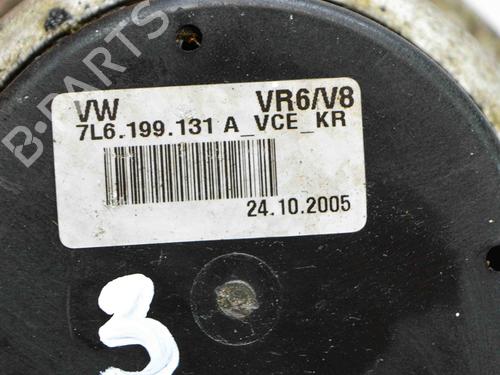 B-PARTS
VW VR6/V8
7L6.199.131 A_VCE_KR
24.10.2005
3